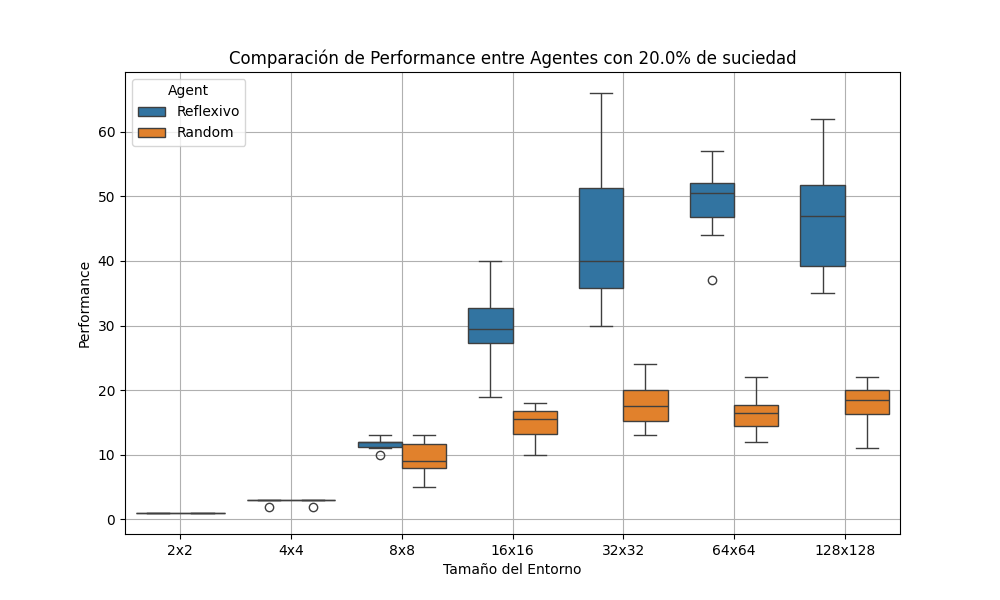 Comparación de Performance entre Agentes con 20.0% de suciedad
Agent
Reflexivo
Random
Performance
60
50
40
30
20
10
0
2x2
4x4
8x8
16x16
32x32
64x64
128x128
Tamaño del Entorno